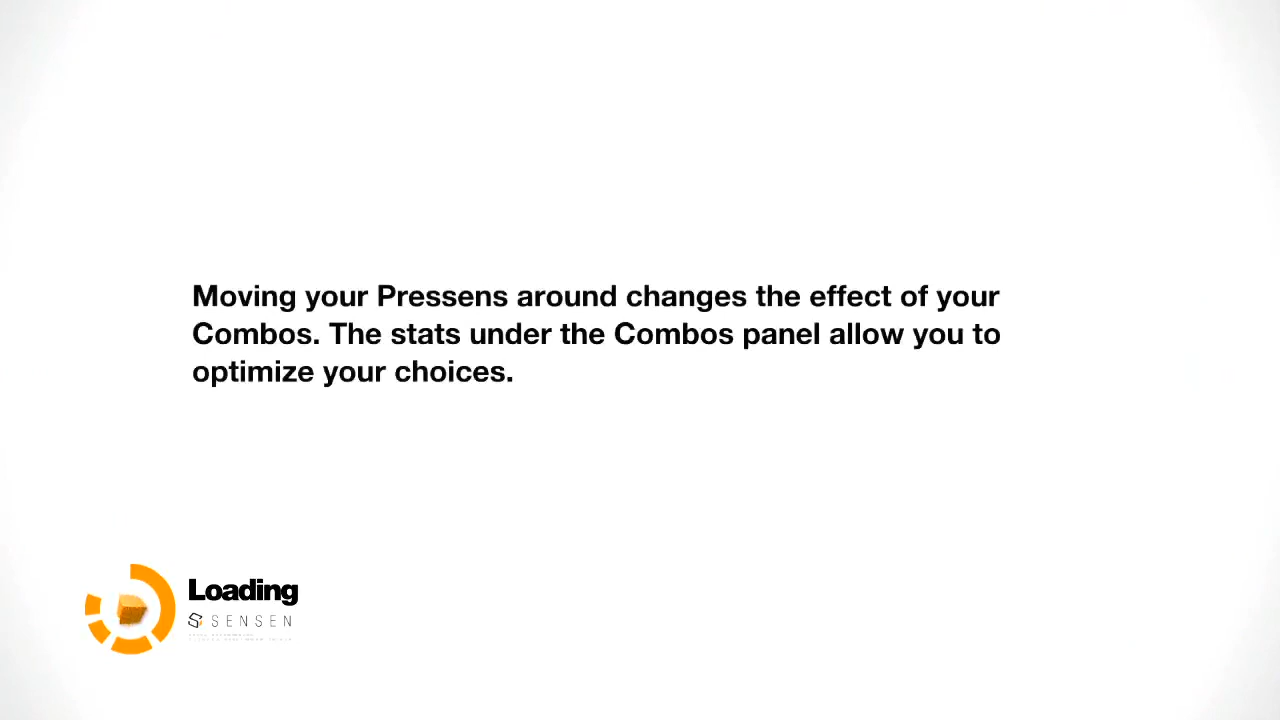 Moving your Pressens around changes the effect of your
Combos. The stats under the Combos panel allow you to
optimize your choices.
Loading
SENSEN